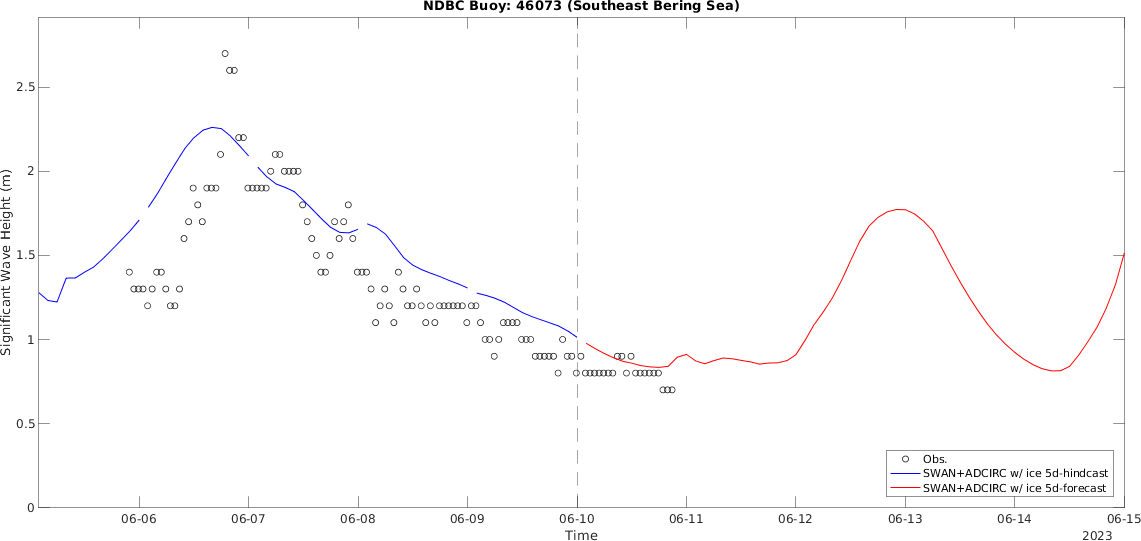 NDBC Buoy: 46073 (Southeast Bering Sea)
Significant Wave Height (m)
2.5
2
1.5
1
0.5
0
Obs.
SWAN+ADCIRC w/ ice 5d-hindcast
SWAN+ADCIRC w/ ice 5d-forecast
06-06 06-07 06-08 06-09 06-10 06-11 06-12 06-13 06-14 06-15
Time
2023